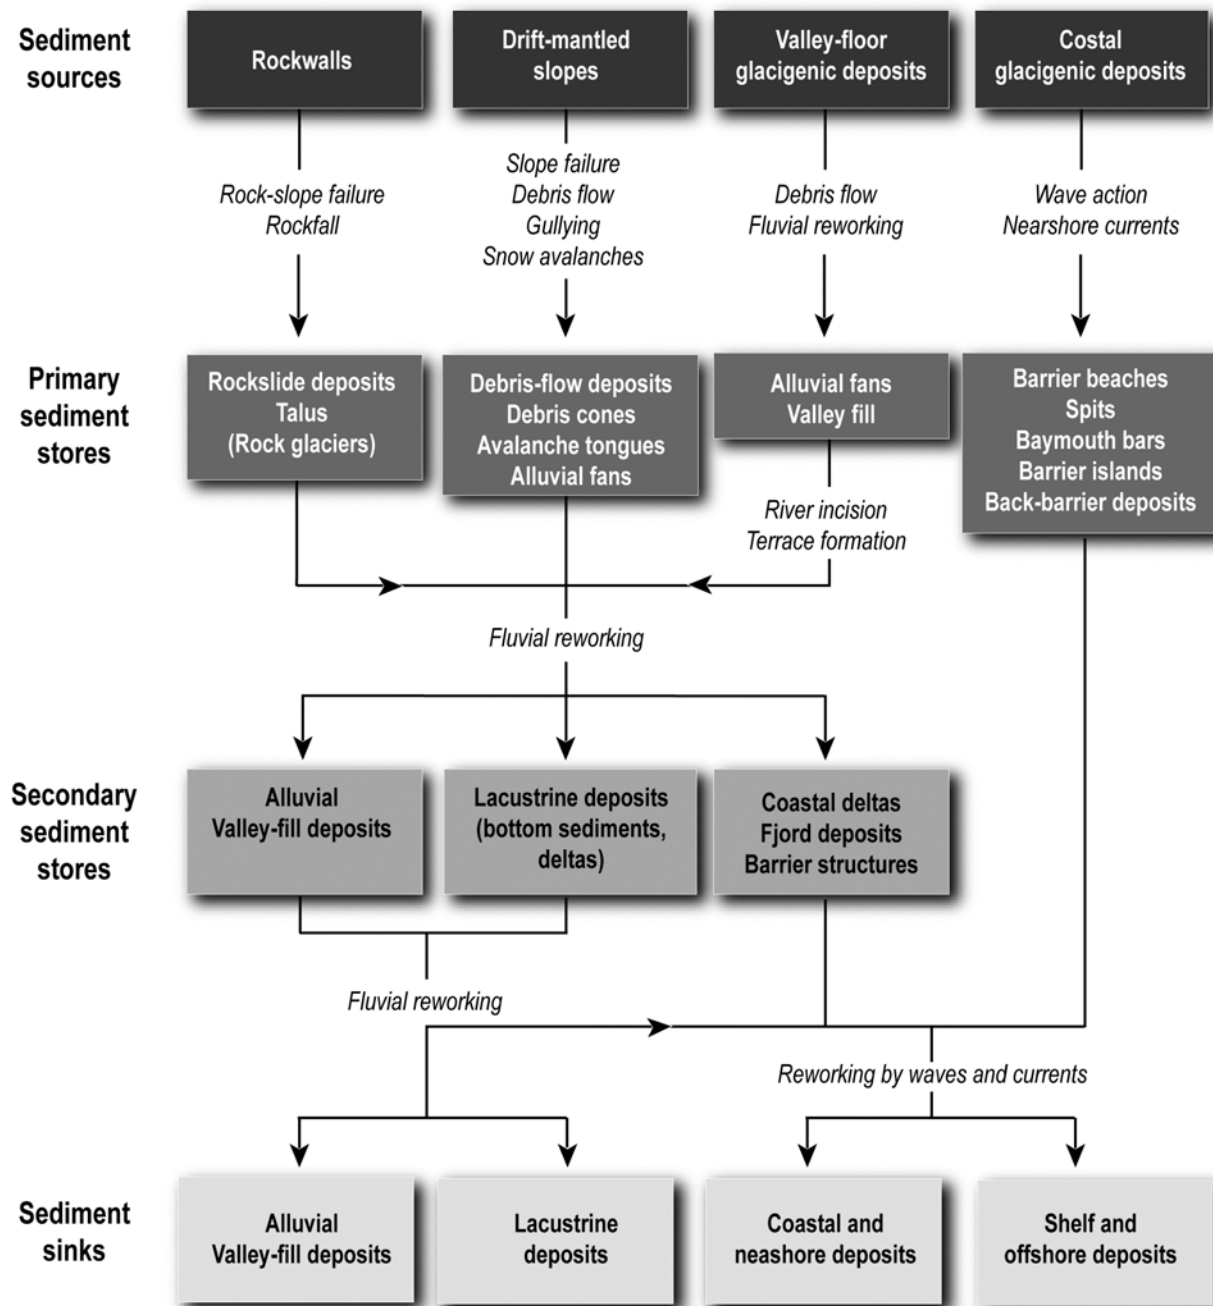 Sediment
sources
Rockwalls
Drift-mantled
slopes
Valley-floor
glacigenic deposits
Costal
glacigenic deposits
Rock-slope failure
Rockfall
Slope failure
Debris flow
Gullying
Snow avalanches
Debris flow
Fluvial reworking
Wave action
Nearshore currents
Primary
sediment
stores
Rockslide deposits
Talus
(Rock glaciers)
Debris-flow deposits
Debris cones
Avalanche tongues
Alluvial fans
Alluvial fans
Valley fill
Barrier beaches
Spits
Baymouth bars
Barrier islands
Back-barrier deposits
River incision
Terrace formation
Fluvial reworking
Secondary
sediment
stores
Alluvial
Valley-fill deposits
Lacustrine deposits
(bottom sediments,
deltas)
Coastal deltas
Fjord deposits
Barrier structures
Fluvial reworking
Reworking by waves and currents
Sediment
sinks
Alluvial
Valley-fill deposits
Lacustrine
deposits
Coastal and
neashore deposits
Shelf and
offshore deposits